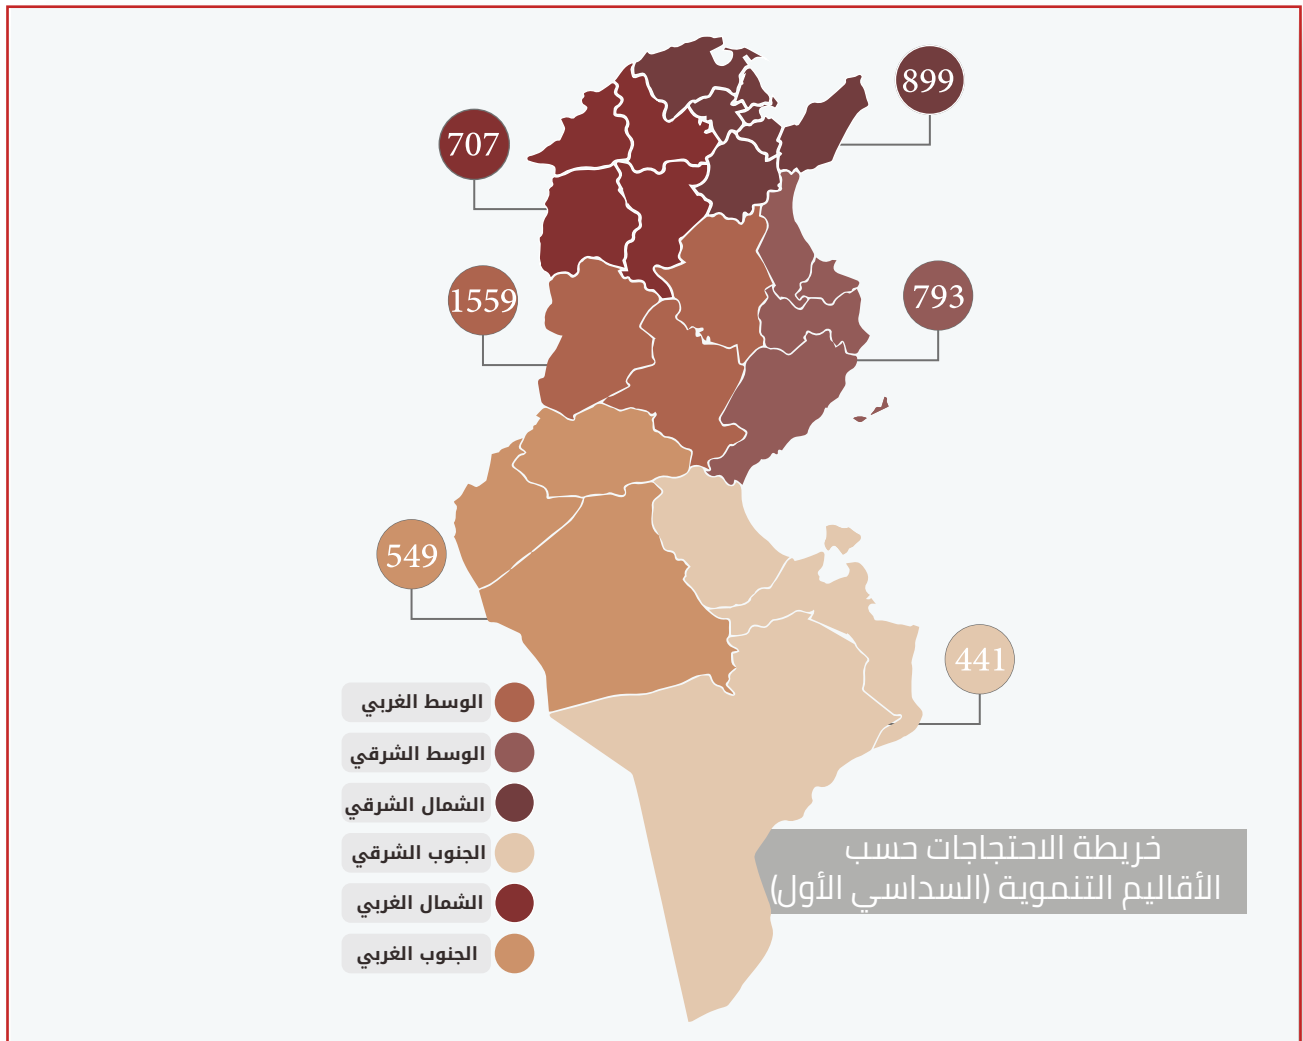 899
707
1559
793
549
441
الوسط الغربي
الوسط الشرقي
الشمال الشرقي
الجنوب الشرقي
الشمال الغربي
الجنوب الغربي
خريطة الاحتجاجات حسب
الأقاليم التنموية (السداسي الأول)